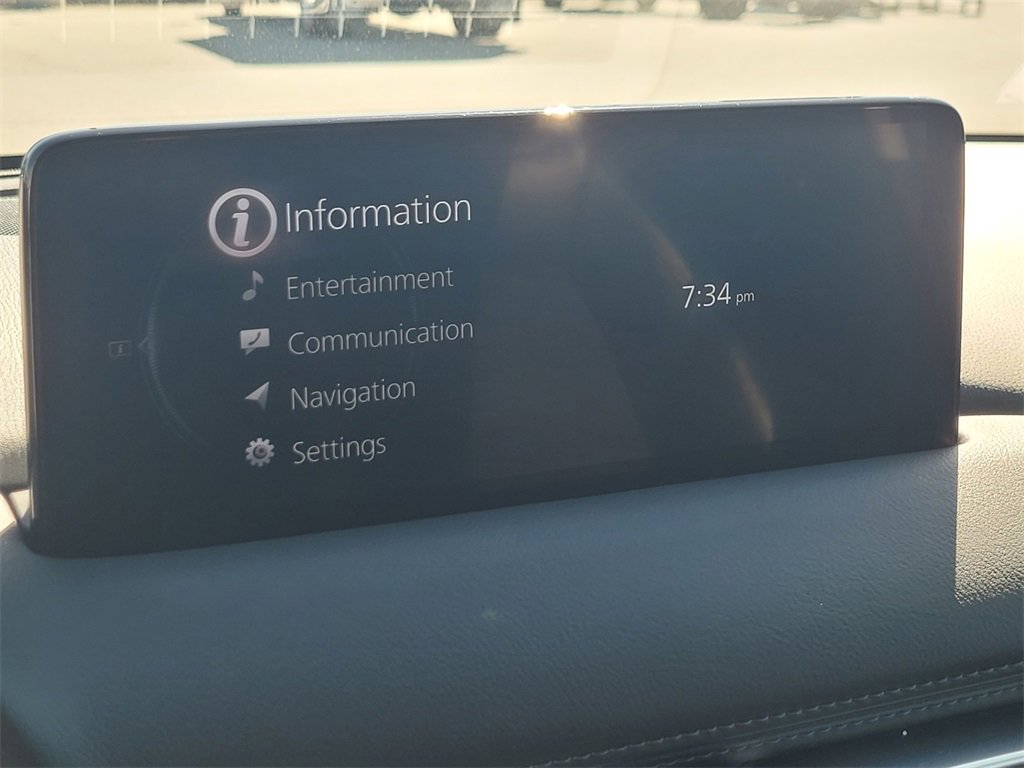 Information
Entertainment
Communication
Navigation
Settings
7:34 pm